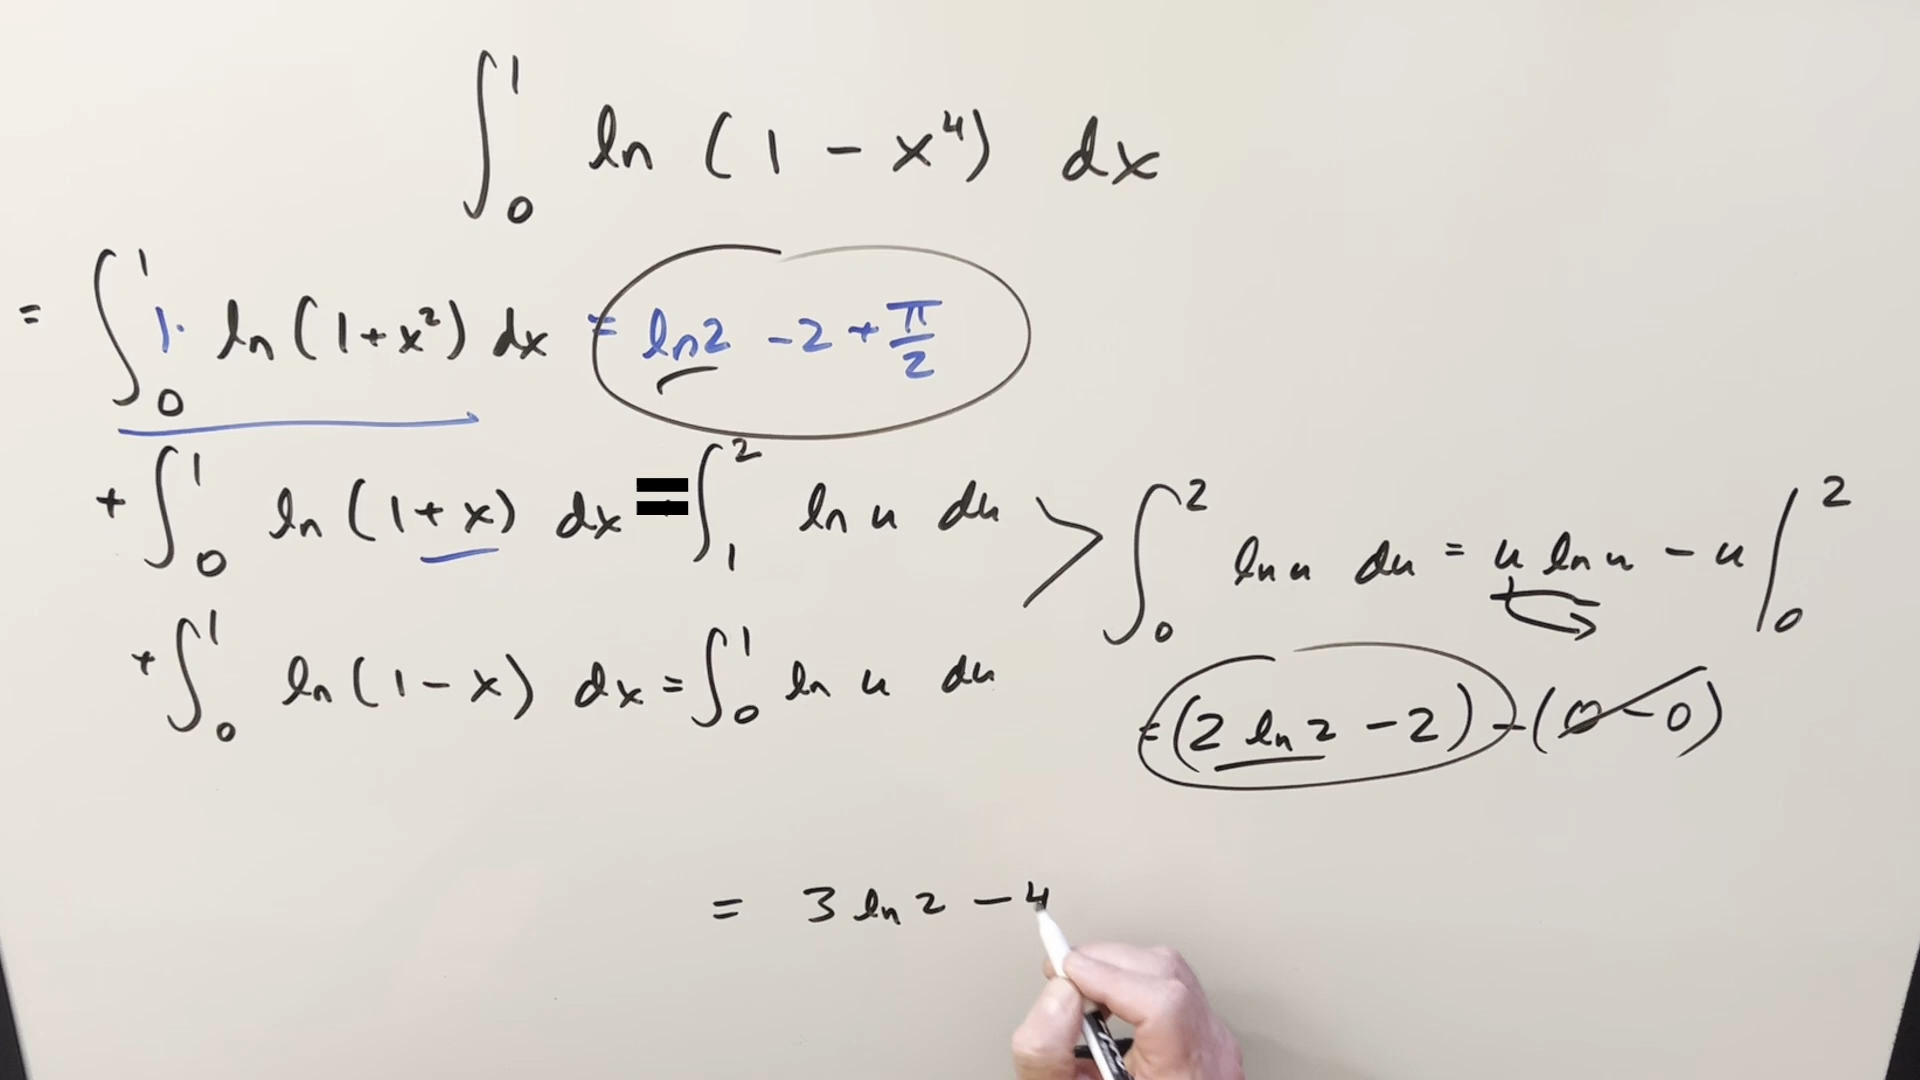 ∫₀¹ ln (1 - x⁴) dx
= ∫₀¹ 1· ln(1+x²) dx = ln2 - 2 + π/2
+ ∫₀¹ ln (1+x) dx = ∫₁² ln u du > ∫₀² ln u du = u ln u - u |₀²
+ ∫₀¹ ln(1-x) dx = ∫₀¹ ln u du
= (2 ln 2 - 2) - (0 - 0)
= 3 ln 2 - 4